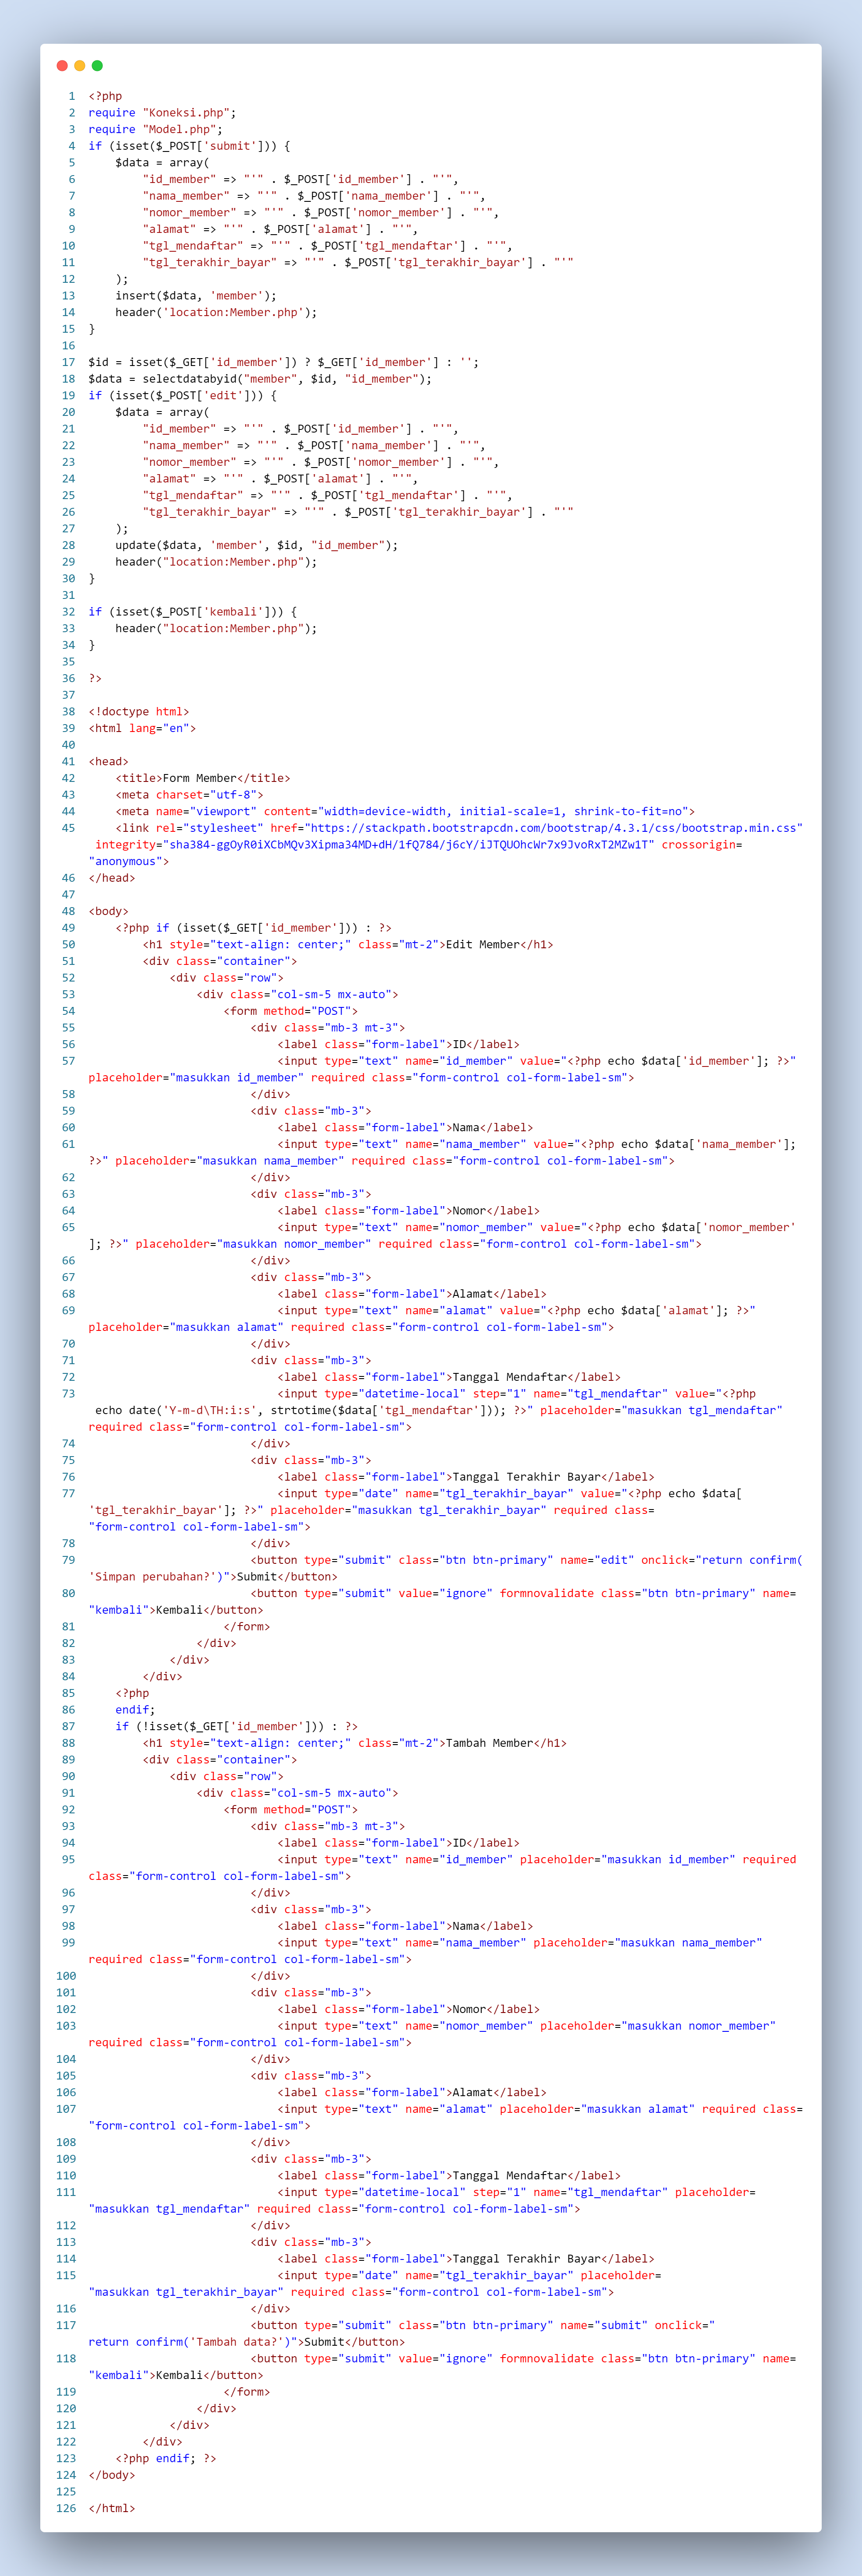 1 <?php
2 require "Koneksi.php";
3 require "Model.php";
4 if (isset($_POST['submit'])) {
5     $data = array(
6         "id_member" => "'" . $_POST['id_member'] . "'",
7         "nama_member" => "'" . $_POST['nama_member'] . "'",
8         "nomor_member" => "'" . $_POST['nomor_member'] . "'",
9         "alamat" => "'" . $_POST['alamat'] . "'",
10         "tgl_mendaftar" => "'" . $_POST['tgl_mendaftar'] . "'",
11         "tgl_terakhir_bayar" => "'" . $_POST['tgl_terakhir_bayar'] . "'"
12     );
13     insert($data, 'member');
14     header('location:Member.php');
15 }
16
17 $id = isset($_GET['id_member']) ? $_GET['id_member'] : '';
18 $data = selectdatabyid("member", $id, "id_member");
19 if (isset($_POST['edit'])) {
20     $data = array(
21         "id_member" => "'" . $_POST['id_member'] . "'",
22         "nama_member" => "'" . $_POST['nama_member'] . "'",
23         "nomor_member" => "'" . $_POST['nomor_member'] . "'",
24         "alamat" => "'" . $_POST['alamat'] . "'",
25         "tgl_mendaftar" => "'" . $_POST['tgl_mendaftar'] . "'",
26         "tgl_terakhir_bayar" => "'" . $_POST['tgl_terakhir_bayar'] . "'"
27     );
28     update($data, 'member', $id, "id_member");
29     header("location:Member.php");
30 }
31
32 if (isset($_POST['kembali'])) {
33     header("location:Member.php");
34 }
35
36 ?>
37
38 <!doctype html>
39 <html lang="en">
40
41 <head>
42     <title>Form Member</title>
43     <meta charset="utf-8">
44     <meta name="viewport" content="width=device-width, initial-scale=1, shrink-to-fit=no">
45     <link rel="stylesheet" href="https://stackpath.bootstrapcdn.com/bootstrap/4.3.1/css/bootstrap.min.css"
 integrity="sha384-ggOyR0iXCbMQv3Xipma34MD+dH/1fQ784/j6cY/iJTQUOhcWr7x9JvoRxT2MZw1T" crossorigin=
"anonymous">
46 </head>
47
48 <body>
49     <?php if (isset($_GET['id_member'])) : ?>
50         <h1 style="text-align: center;" class="mt-2">Edit Member</h1>
51         <div class="container">
52             <div class="row">
53                 <div class="col-sm-5 mx-auto">
54                     <form method="POST">
55                         <div class="mb-3 mt-3">
56                             <label class="form-label">ID</label>
57                             <input type="text" name="id_member" value="<?php echo $data['id_member']; ?>"
placeholder="masukkan id_member" required class="form-control col-form-label-sm">
58                         </div>
59                         <div class="mb-3">
60                             <label class="form-label">Nama</label>
61                             <input type="text" name="nama_member" value="<?php echo $data['nama_member'];
?>" placeholder="masukkan nama_member" required class="form-control col-form-label-sm">
62                         </div>
63                         <div class="mb-3">
64                             <label class="form-label">Nomor</label>
65                             <input type="text" name="nomor_member" value="<?php echo $data['nomor_member'
]; ?>" placeholder="masukkan nomor_member" required class="form-control col-form-label-sm">
66                         </div>
67                         <div class="mb-3">
68                             <label class="form-label">Alamat</label>
69                             <input type="text" name="alamat" value="<?php echo $data['alamat']; ?>"
placeholder="masukkan alamat" required class="form-control col-form-label-sm">
70                         </div>
71                         <div class="mb-3">
72                             <label class="form-label">Tanggal Mendaftar</label>
73                             <input type="datetime-local" step="1" name="tgl_mendaftar" value="<?php
 echo date('Y-m-d\TH:i:s', strtotime($data['tgl_mendaftar'])); ?>" placeholder="masukkan tgl_mendaftar"
required class="form-control col-form-label-sm">
74                         </div>
75                         <div class="mb-3">
76                             <label class="form-label">Tanggal Terakhir Bayar</label>
77                             <input type="date" name="tgl_terakhir_bayar" value="<?php echo $data[
'tgl_terakhir_bayar']; ?>" placeholder="masukkan tgl_terakhir_bayar" required class=
"form-control col-form-label-sm">
78                         </div>
79                         <button type="submit" class="btn btn-primary" name="edit" onclick="return confirm(
'Simpan perubahan?')">Submit</button>
80                         <button type="submit" value="ignore" formnovalidate class="btn btn-primary" name=
"kembali">Kembali</button>
81                     </form>
82                 </div>
83             </div>
84         </div>
85     <?php
86     endif;
87     if (!isset($_GET['id_member'])) : ?>
88         <h1 style="text-align: center;" class="mt-2">Tambah Member</h1>
89         <div class="container">
90             <div class="row">
91                 <div class="col-sm-5 mx-auto">
92                     <form method="POST">
93                         <div class="mb-3 mt-3">
94                             <label class="form-label">ID</label>
95                             <input type="text" name="id_member" placeholder="masukkan id_member" required
class="form-control col-form-label-sm">
96                         </div>
97                         <div class="mb-3">
98                             <label class="form-label">Nama</label>
99                             <input type="text" name="nama_member" placeholder="masukkan nama_member"
required class="form-control col-form-label-sm">
100                         </div>
101                         <div class="mb-3">
102                             <label class="form-label">Nomor</label>
103                             <input type="text" name="nomor_member" placeholder="masukkan nomor_member"
required class="form-control col-form-label-sm">
104                         </div>
105                         <div class="mb-3">
106                             <label class="form-label">Alamat</label>
107                             <input type="text" name="alamat" placeholder="masukkan alamat" required class=
"form-control col-form-label-sm">
108                         </div>
109                         <div class="mb-3">
110                             <label class="form-label">Tanggal Mendaftar</label>
111                             <input type="datetime-local" step="1" name="tgl_mendaftar" placeholder=
"masukkan tgl_mendaftar" required class="form-control col-form-label-sm">
112                         </div>
113                         <div class="mb-3">
114                             <label class="form-label">Tanggal Terakhir Bayar</label>
115                             <input type="date" name="tgl_terakhir_bayar" placeholder=
"masukkan tgl_terakhir_bayar" required class="form-control col-form-label-sm">
116                         </div>
117                         <button type="submit" class="btn btn-primary" name="submit" onclick="
return confirm('Tambah data?')">Submit</button>
118                         <button type="submit" value="ignore" formnovalidate class="btn btn-primary" name=
"kembali">Kembali</button>
119                     </form>
120                 </div>
121             </div>
122         </div>
123     <?php endif; ?>
124 </body>
125
126 </html>